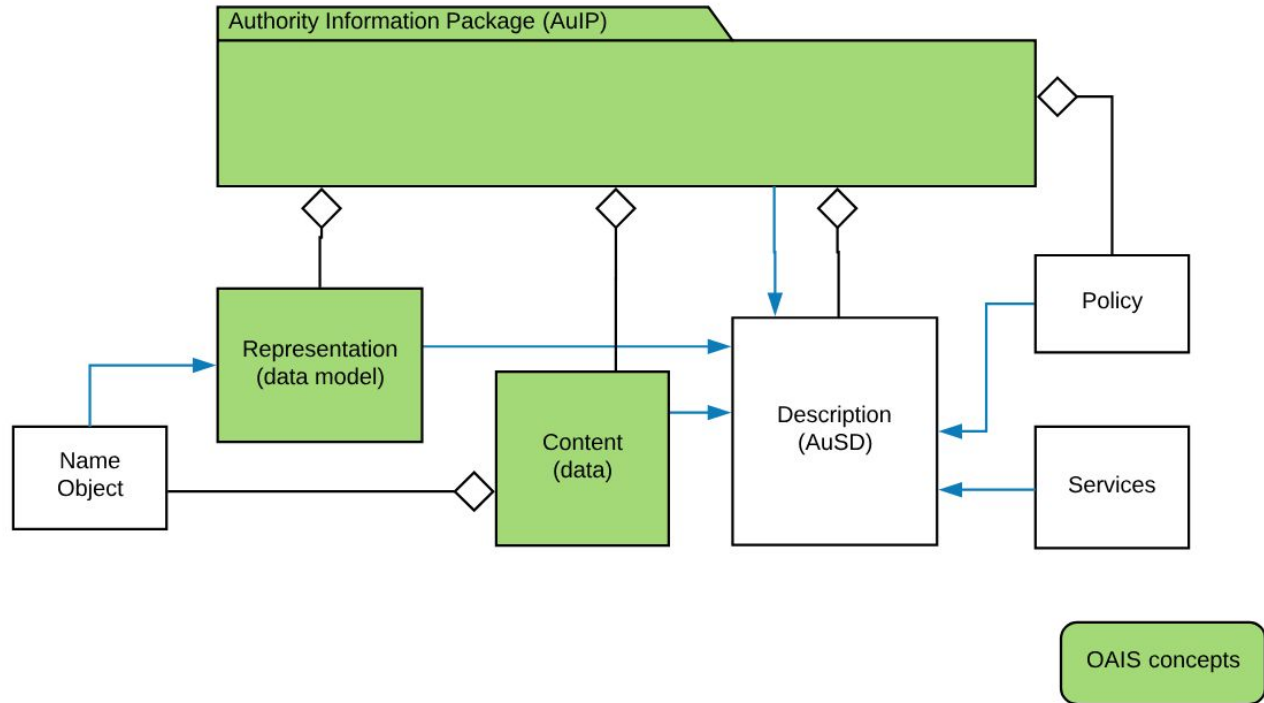 Authority Information Package (AuIP)
Policy
Representation
(data model)
Description
(AuSD)
Content
(data)
Name
Object
Services
OAIS concepts